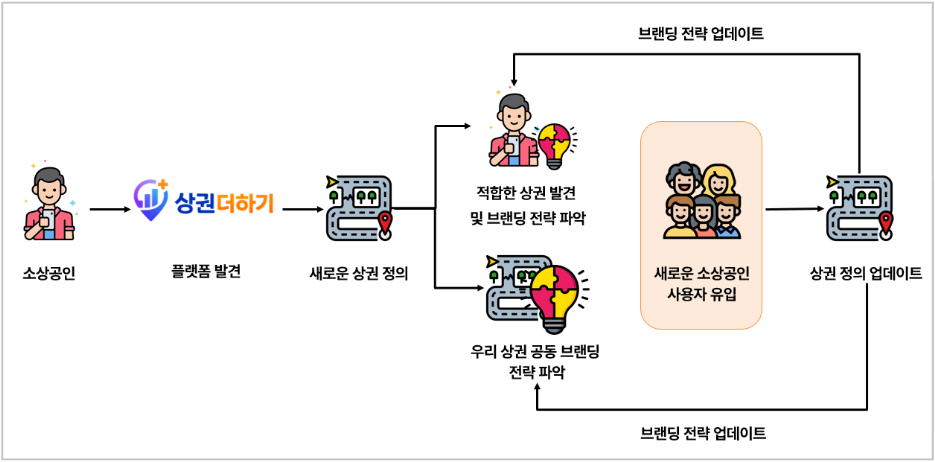 브랜딩 전략 업데이트
상권더하기
적합한 상권 발견
및 브랜딩 전략 파악
소상공인
플랫폼 발견
새로운 상권 정의
새로운 소상공인
사용자 유입
상권 정의 업데이트
우리 상권 공동 브랜딩
전략 파악
브랜딩 전략 업데이트